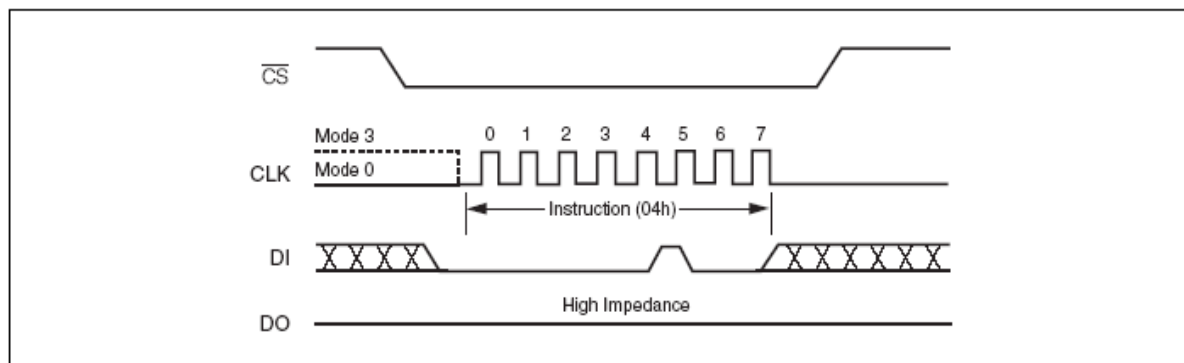 CS
Mode 3
0 1 2 3 4 5 6 7
CLK
Mode 0
Instruction (04h)
DI
High Impedance
DO